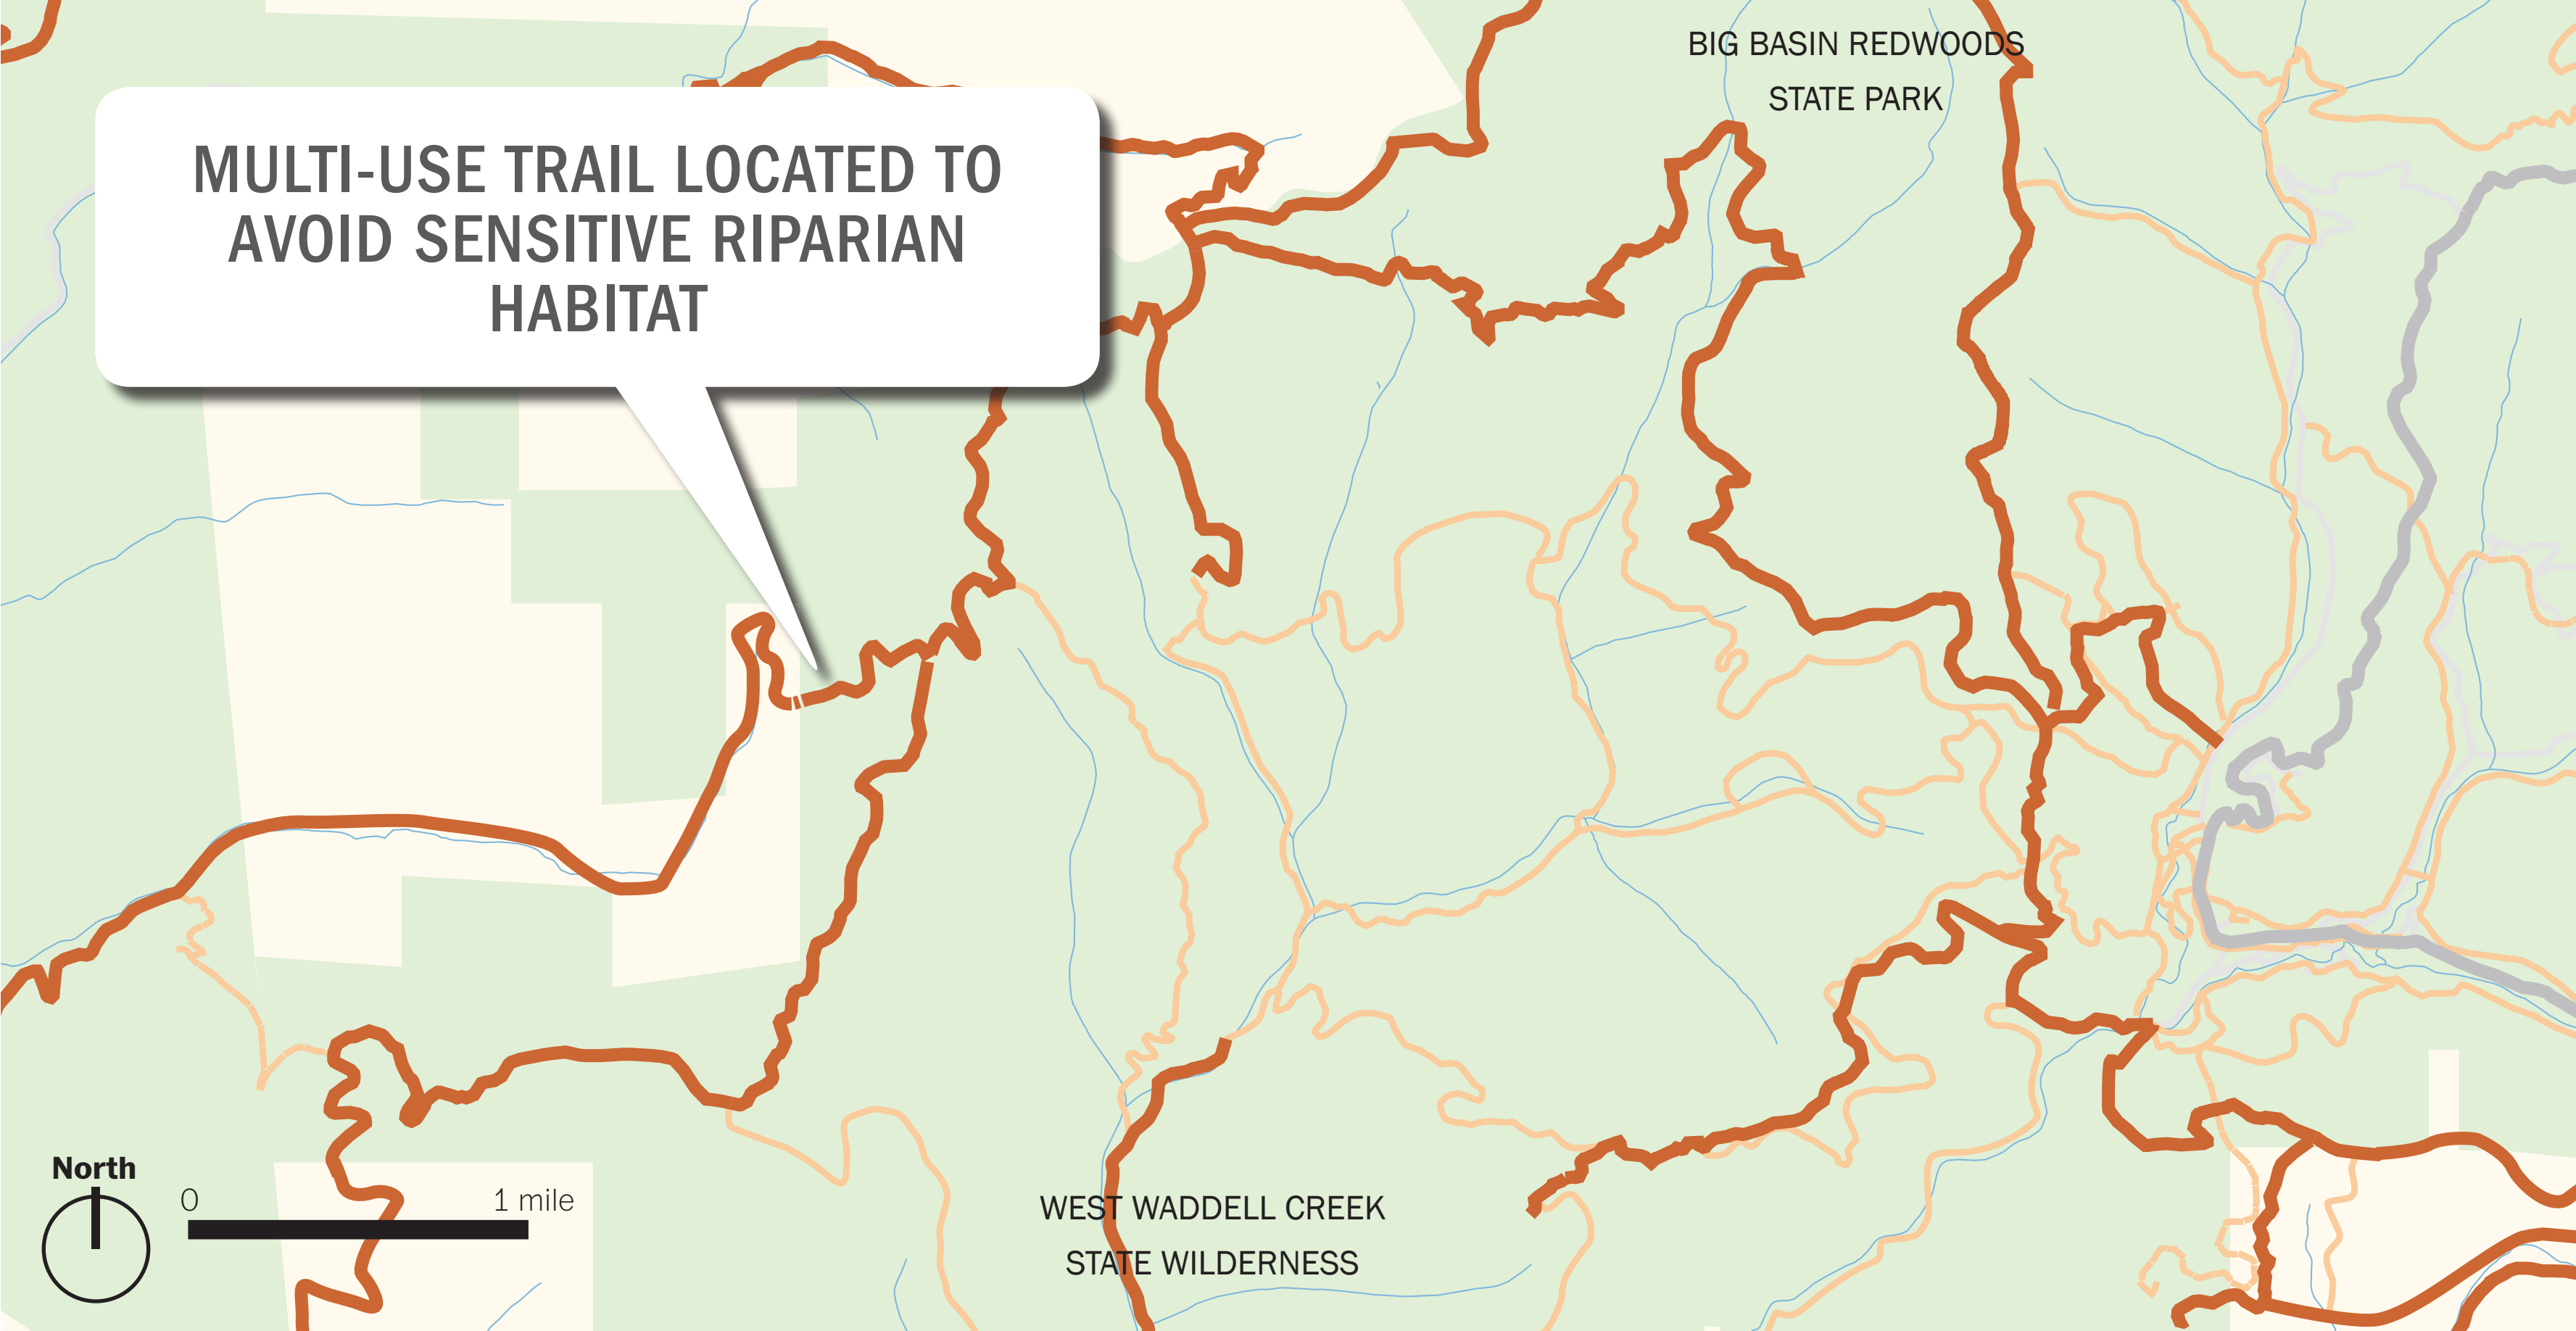 BIG BASIN REDWOODS
STATE PARK
MULTI-USE TRAIL LOCATED TO
AVOID SENSITIVE RIPARIAN
HABITAT
North
0 1 mile
WEST WADDELL CREEK
STATE WILDERNESS